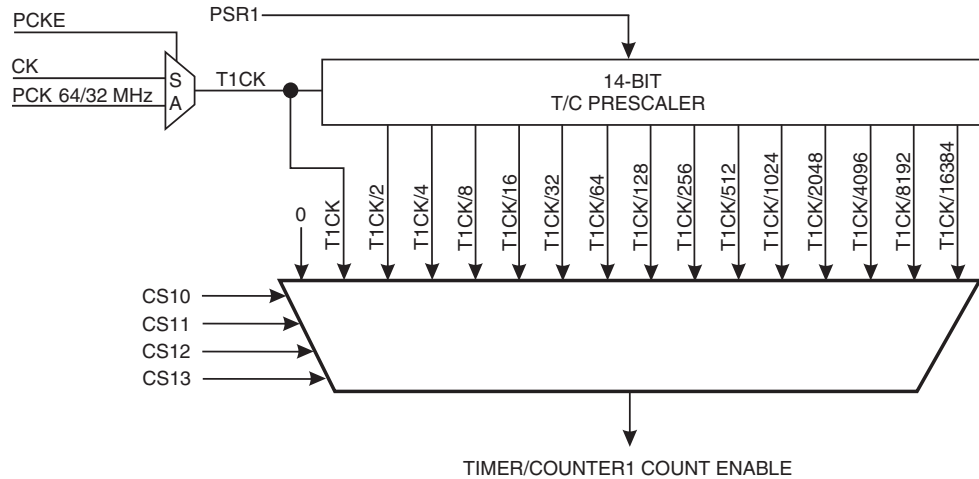 PSR1
PCKE
CK
PCK 64/32 MHz
S
A
T1CK
14-BIT
T/C PRESCALER
0
T1CK
T1CK/2
T1CK/4
T1CK/8
T1CK/16
T1CK/32
T1CK/64
T1CK/128
T1CK/256
T1CK/512
T1CK/1024
T1CK/2048
T1CK/4096
T1CK/8192
T1CK/16384
CS10
CS11
CS12
CS13
TIMER/COUNTER1 COUNT ENABLE